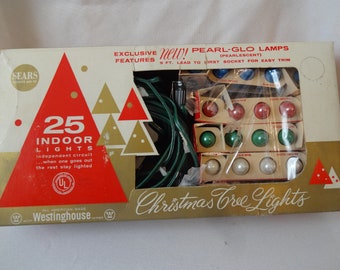 EXCLUSIVE FEATURES
new! PEARL-GLO LAMPS
(PEARLESCENT)
5 FT. LEAD TO FIRST SOCKET FOR EASY TRIM
SEARS
25
INDOOR
LIGHTS
independent circuit
...when one goes out
the rest stay lighted
UL
Westinghouse
Christmas Tree Lights